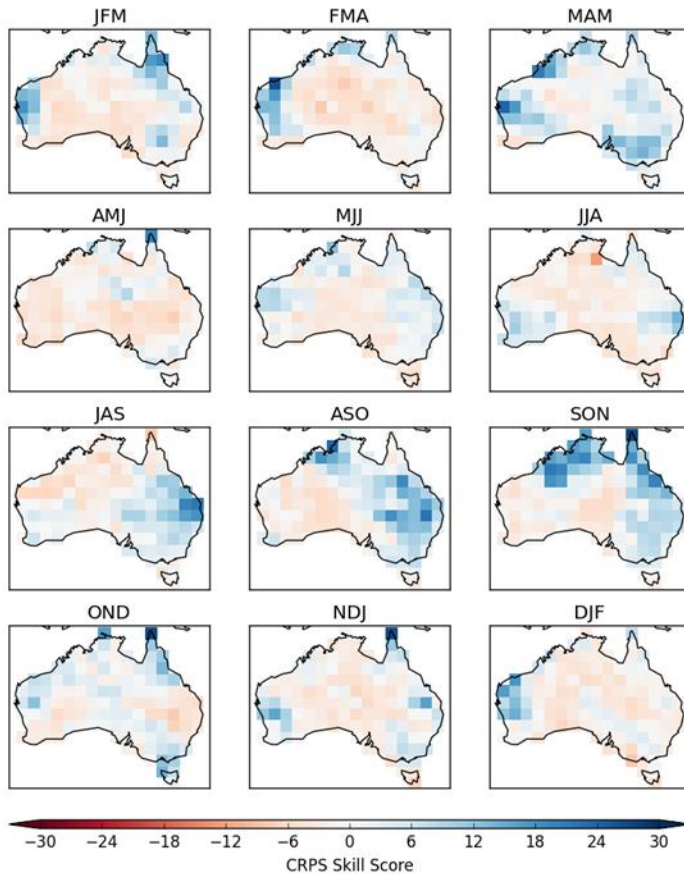 JFM FMA MAM
AMJ MJJ JJA
JAS ASO SON
OND NDJ DJF
−30 −24 −18 −12 −6 0 6 12 18 24 30
CRPS Skill Score